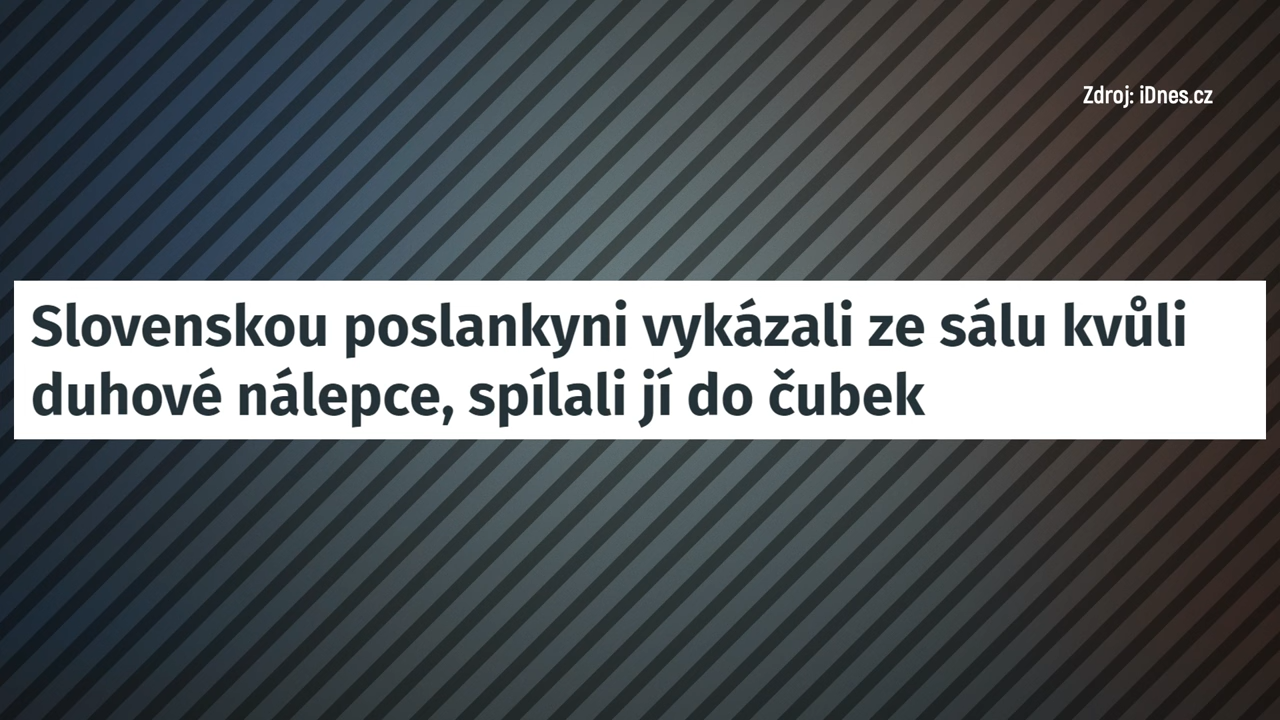 Zdroj: iDnes.cz
Slovenskou poslankyni vykázali ze sálu kvůli
duhové nálepce, spílali jí do čubek